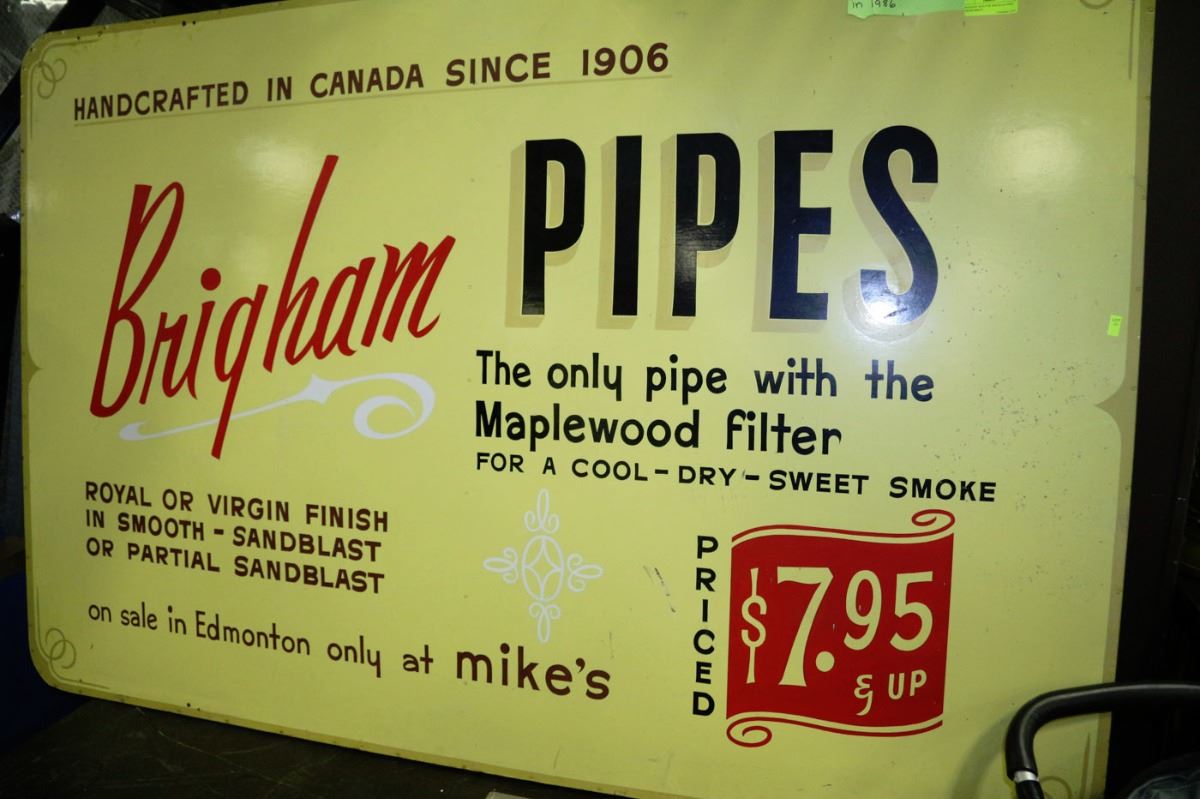 in 1986
HANDCRAFTED IN CANADA SINCE 1906
Brigham
PIPES
The only pipe with the
Maplewood filter
FOR A COOL - DRY - SWEET SMOKE
ROYAL OR VIRGIN FINISH
IN SMOOTH - SANDBLAST
OR PARTIAL SANDBLAST
on sale in Edmonton only at mike's
PRICED
$7.95
& UP